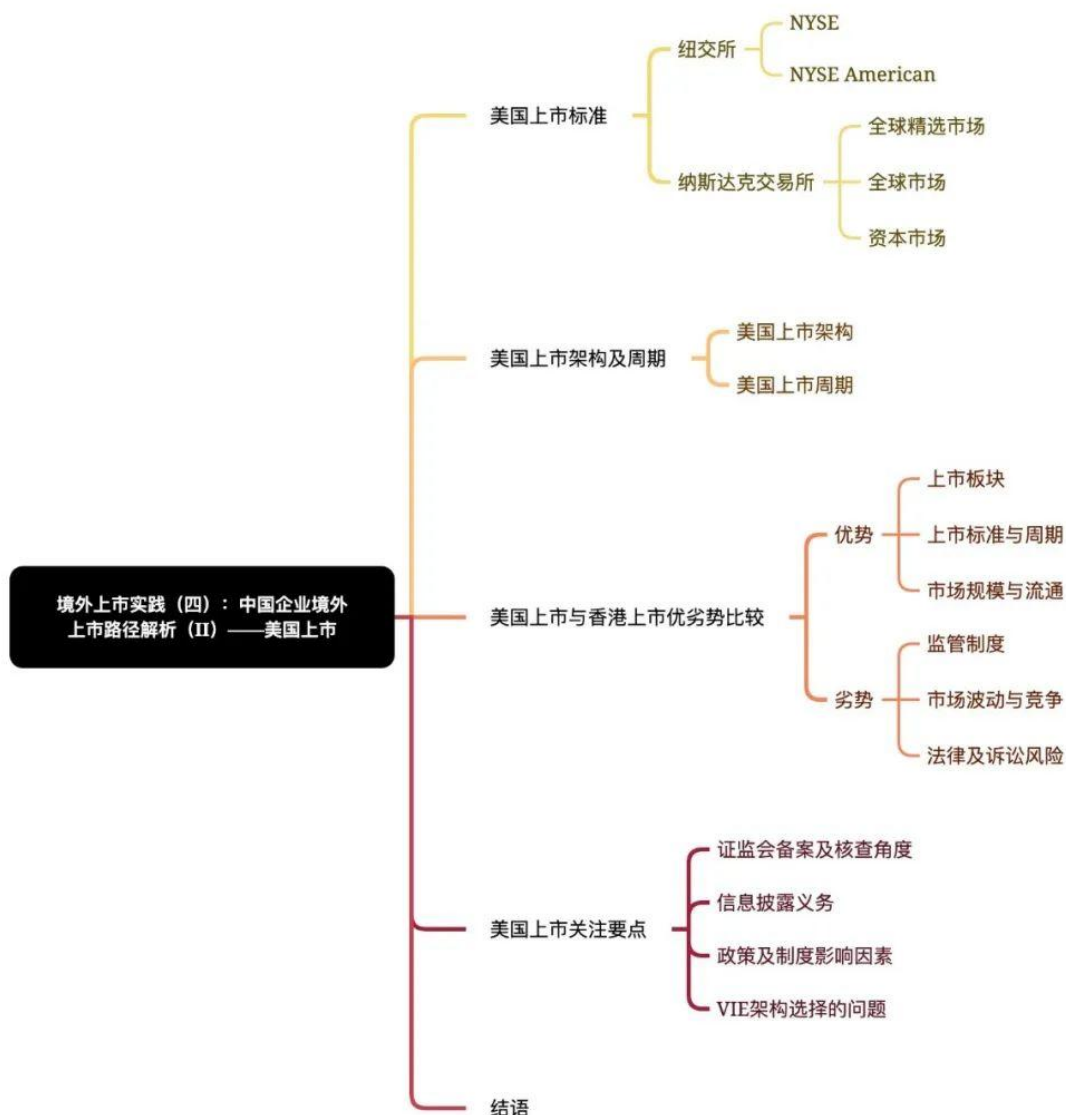 境外上市实践（四）：中国企业境外
上市路径解析（II）——美国上市
美国上市标准
纽交所
NYSE
NYSE American
纳斯达克交易所
全球精选市场
全球市场
资本市场
美国上市架构及周期
美国上市架构
美国上市周期
美国上市与香港上市优劣势比较
优势
上市板块
上市标准与周期
市场规模与流通
劣势
监管制度
市场波动与竞争
法律及诉讼风险
美国上市关注要点
证监会备案及核查角度
信息披露义务
政策及制度影响因素
VIE架构选择的问题
结语